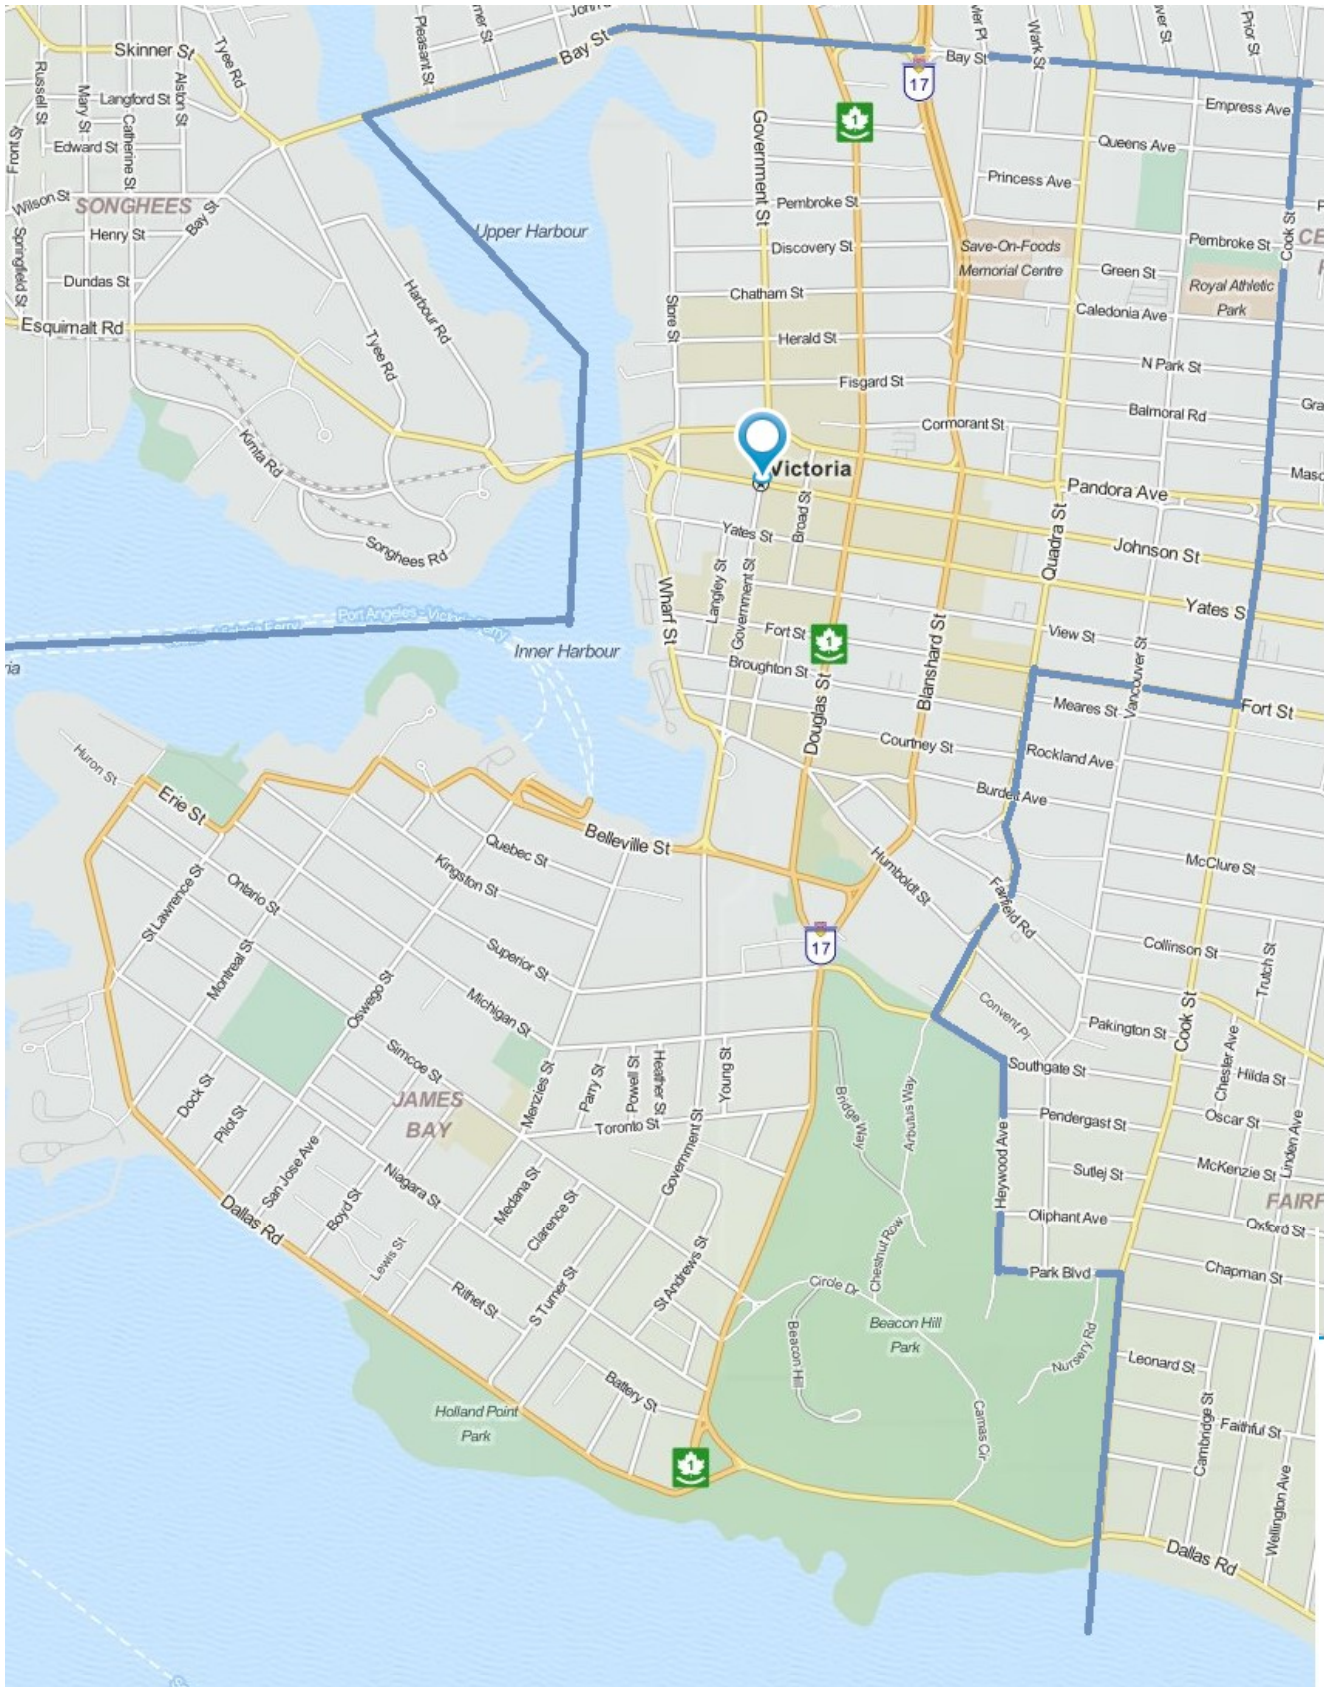 Skinner St
Tyee Rd
Pleasant St
Bay St
Bay St
Wark St
Prior St
17
Russell St
Langford St
Alston St
Mary St
Catherine St
Empress Ave
Front St
Edward St
Government St
1
Queens Ave
Princess Ave
Wilson St
SONGHEES
Bay St
Henry St
Upper Harbour
Pembroke St
Discovery St
Save-On-Foods
Memorial Centre
Pembroke St
Cook St
Springfield St
Dundas St
Harbour Rd
Green St
Royal Athletic
Park
Chatham St
Store St
Caledonia Ave
Esquimalt Rd
Tyee Rd
Herald St
N Park St
Fisgard St
Balmoral Rd
Cormorant St
Kimta Rd
Victoria
Pandora Ave
Broad St
Quadra St
Yates St
Songhees Rd
Johnson St
Langley St
Government St
Wharf St
Yates S
Port Angeles - Victoria Ferry
Inner Harbour
Fort St
1
View St
Blanshard St
Vancouver St
Broughton St
Douglas St
Meares St
Fort St
Courtney St
Rockland Ave
Huron St
Erie St
Burdett Ave
Belleville St
Quebec St
Kingston St
Humboldt St
McClure St
St Lawrence St
Ontario St
Fairfield Rd
Collinson St
Trutch St
17
Superior St
Montreal St
Oswego St
Michigan St
Convent Pl
Cook St
Pakington St
Simcoe St
Southgate St
Chester Ave
Hilda St
Dock St
Pilot St
JAMES
BAY
Menzies St
Parry St
Powell St
Heather St
Young St
Bridge Way
Arbutus Way
Heywood Ave
Pendergast St
Oscar St
Linden Ave
Toronto St
Government St
Sutlej St
McKenzie St
San Jose Ave
Niagara St
Medana St
Clarence St
FAIRF
Dallas Rd
Boyd St
Oliphant Ave
Oxford St
Lewis St
Chestnut Row
St Andrews St
Park Blvd
Chapman St
Rithet St
S Turner St
Circle Dr
Beacon Hill
Park
Beacon Hill
Nursery Rd
Leonard St
Battery St
Cambridge St
Holland Point
Park
Camas Cir
Faithful St
1
Wellington Ave
Dallas Rd